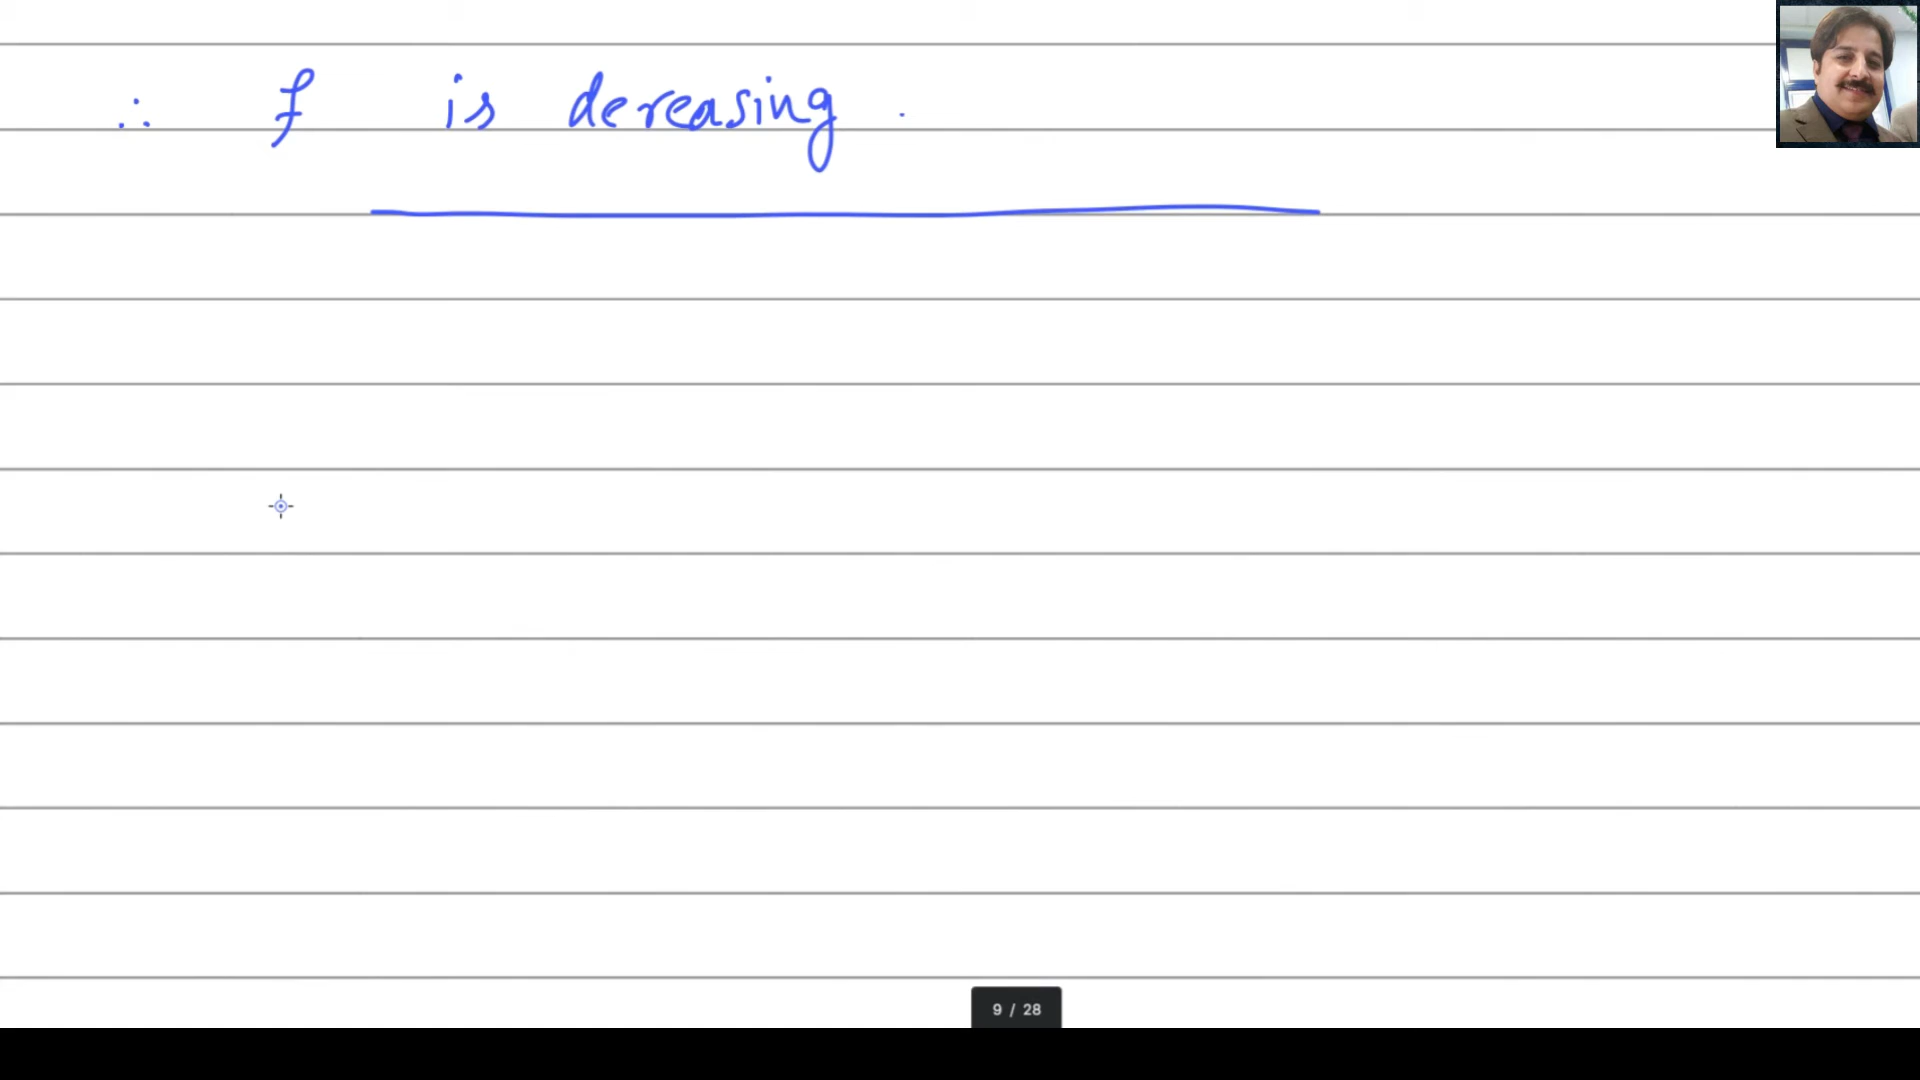 ∴ f is dereasing .
9 / 28